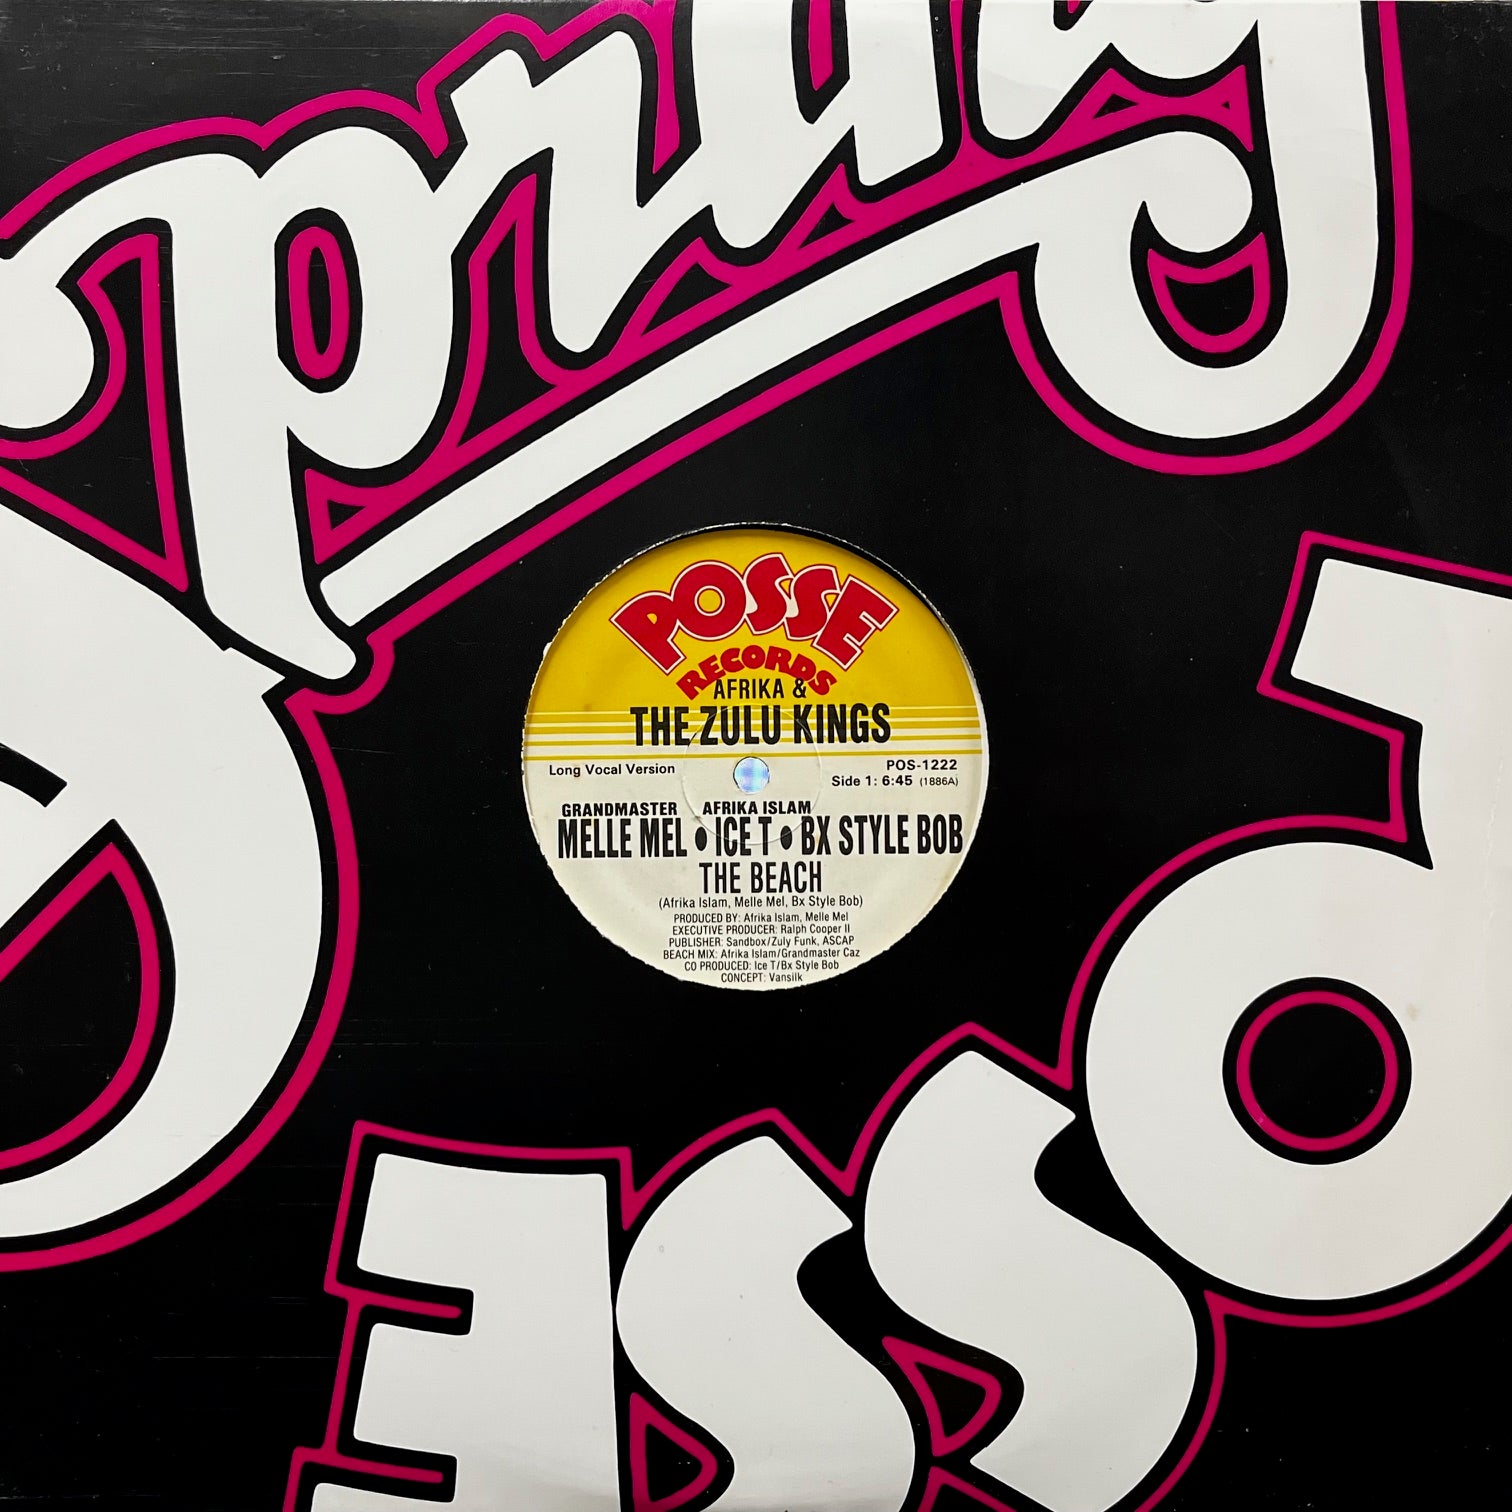 Spring
POSSE
RECORDS
AFRIKA &
THE ZULU KINGS
Long Vocal Version
POS-1222
Side 1: 6:45 (1886A)
GRANDMASTER AFRIKA ISLAM
MELLE MEL • ICE T • BX STYLE BOB
THE BEACH
(Afrika Islam, Melle Mel, Bx Style Bob)
PRODUCED BY: Afrika Islam, Melle Mel
EXECUTIVE PRODUCER: Ralph Cooper II
PUBLISHER: Sandbox/Zuly Funk, ASCAP
BEACH MIX: Afrika Islam/Grandmaster Caz
CO PRODUCED: Ice T/Bx Style Bob
CONCEPT: Vansilk
POSSE